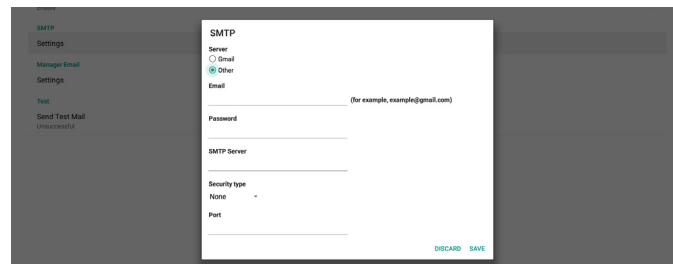 Enable
SMTP
Settings
Manager Email
Settings
Test
Send Test Mail
Unsuccessful
SMTP
Server
Gmail
Other
Email
(for example, example@gmail.com)
Password
SMTP Server
Security type
None
Port
DISCARD SAVE